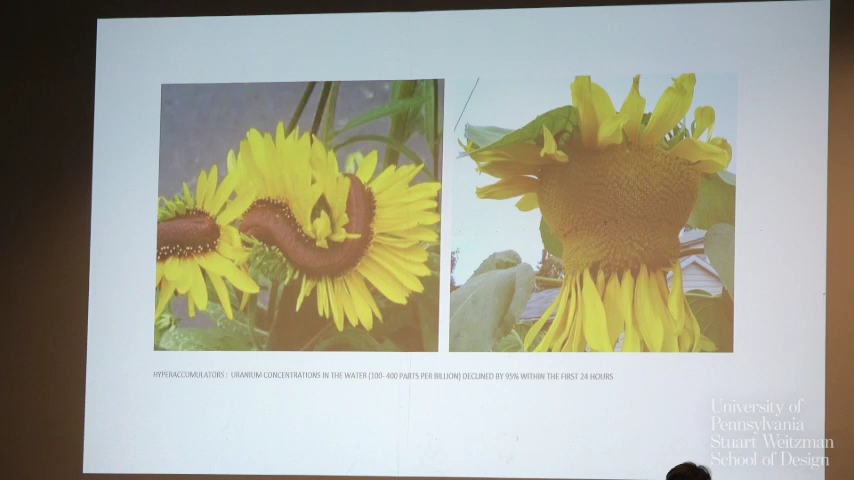 HYPERACCUMULATORS : URANIUM CONCENTRATIONS IN THE WATER (100- 400 PARTS PER BILLION) DECLINED BY 95% WITHIN THE FIRST 24 HOURS
University of
Pennsylvania
Stuart Weitzman
School of Design